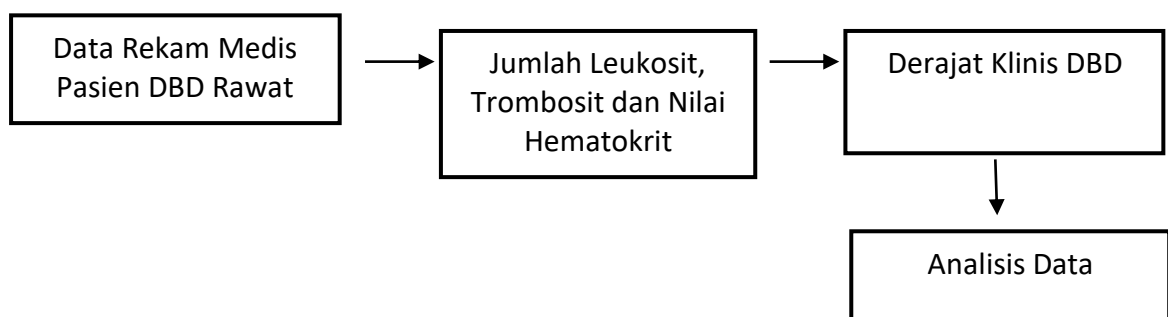 Data Rekam Medis
Pasien DBD Rawat
Jumlah Leukosit,
Trombosit dan Nilai
Hematokrit
Derajat Klinis DBD
Analisis Data